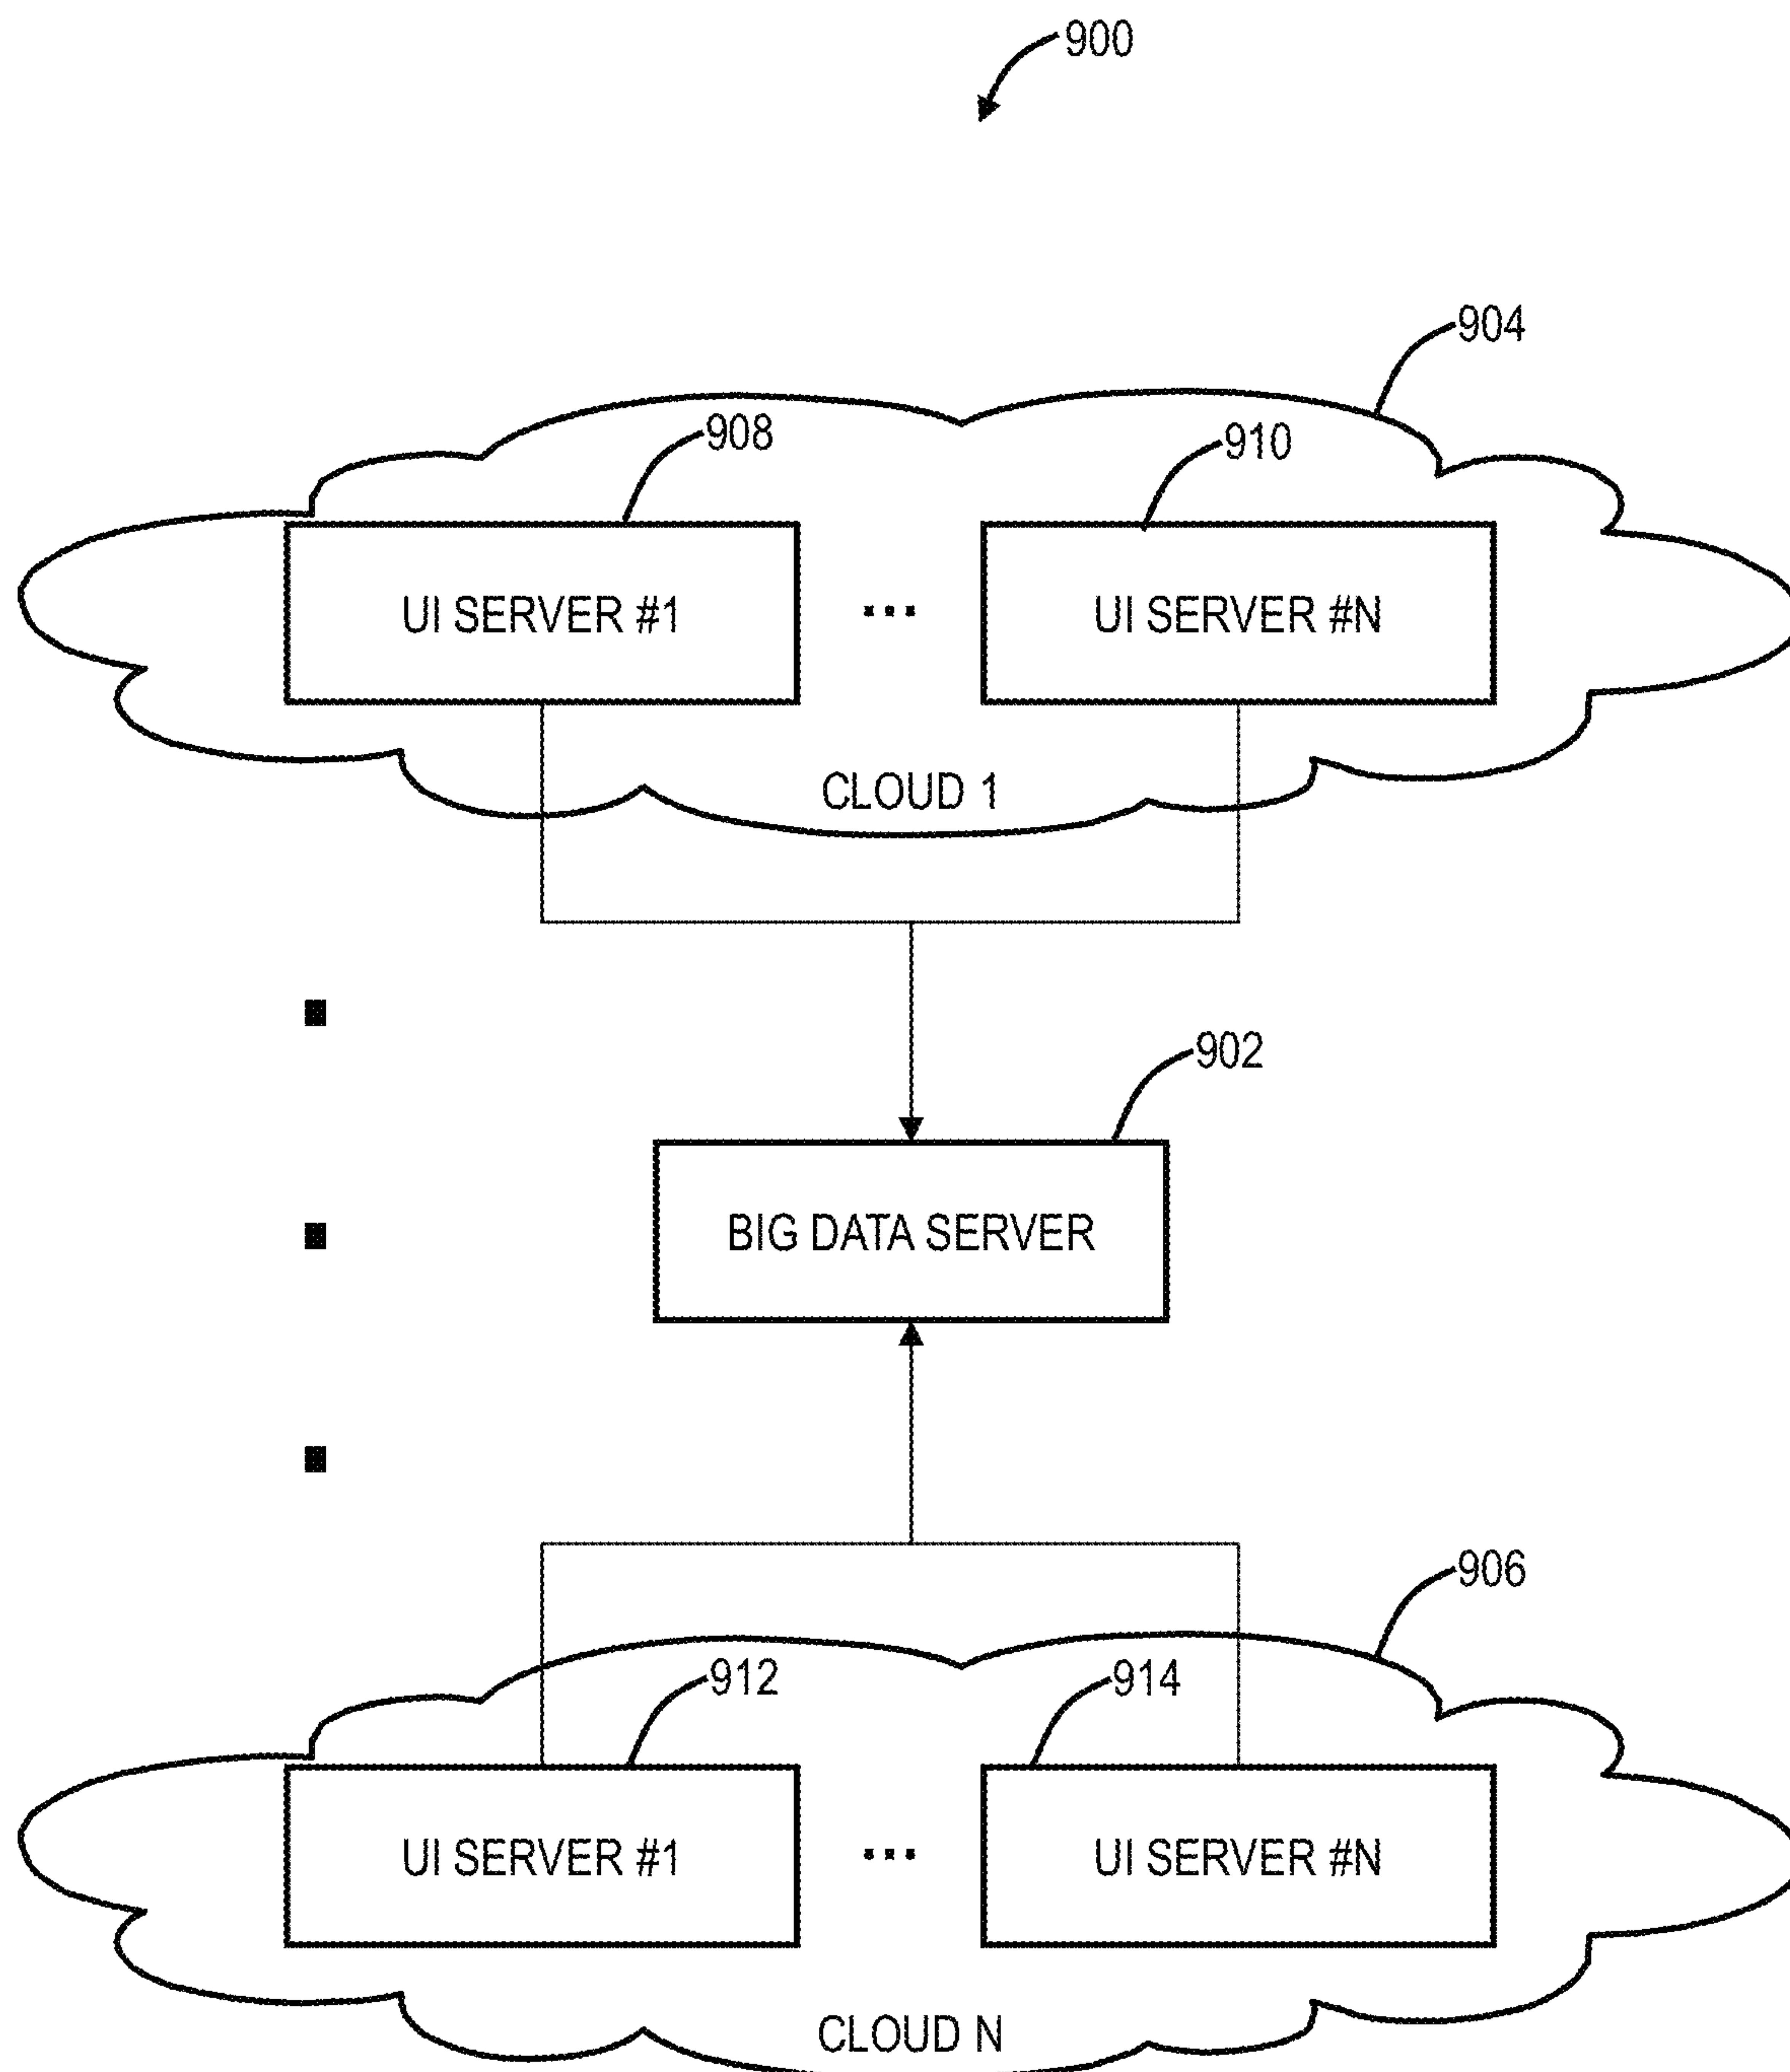 900
904
908
910
UI SERVER #1
...
UI SERVER #N
CLOUD 1
902
BIG DATA SERVER
906
912
914
UI SERVER #1
...
UI SERVER #N
CLOUD N